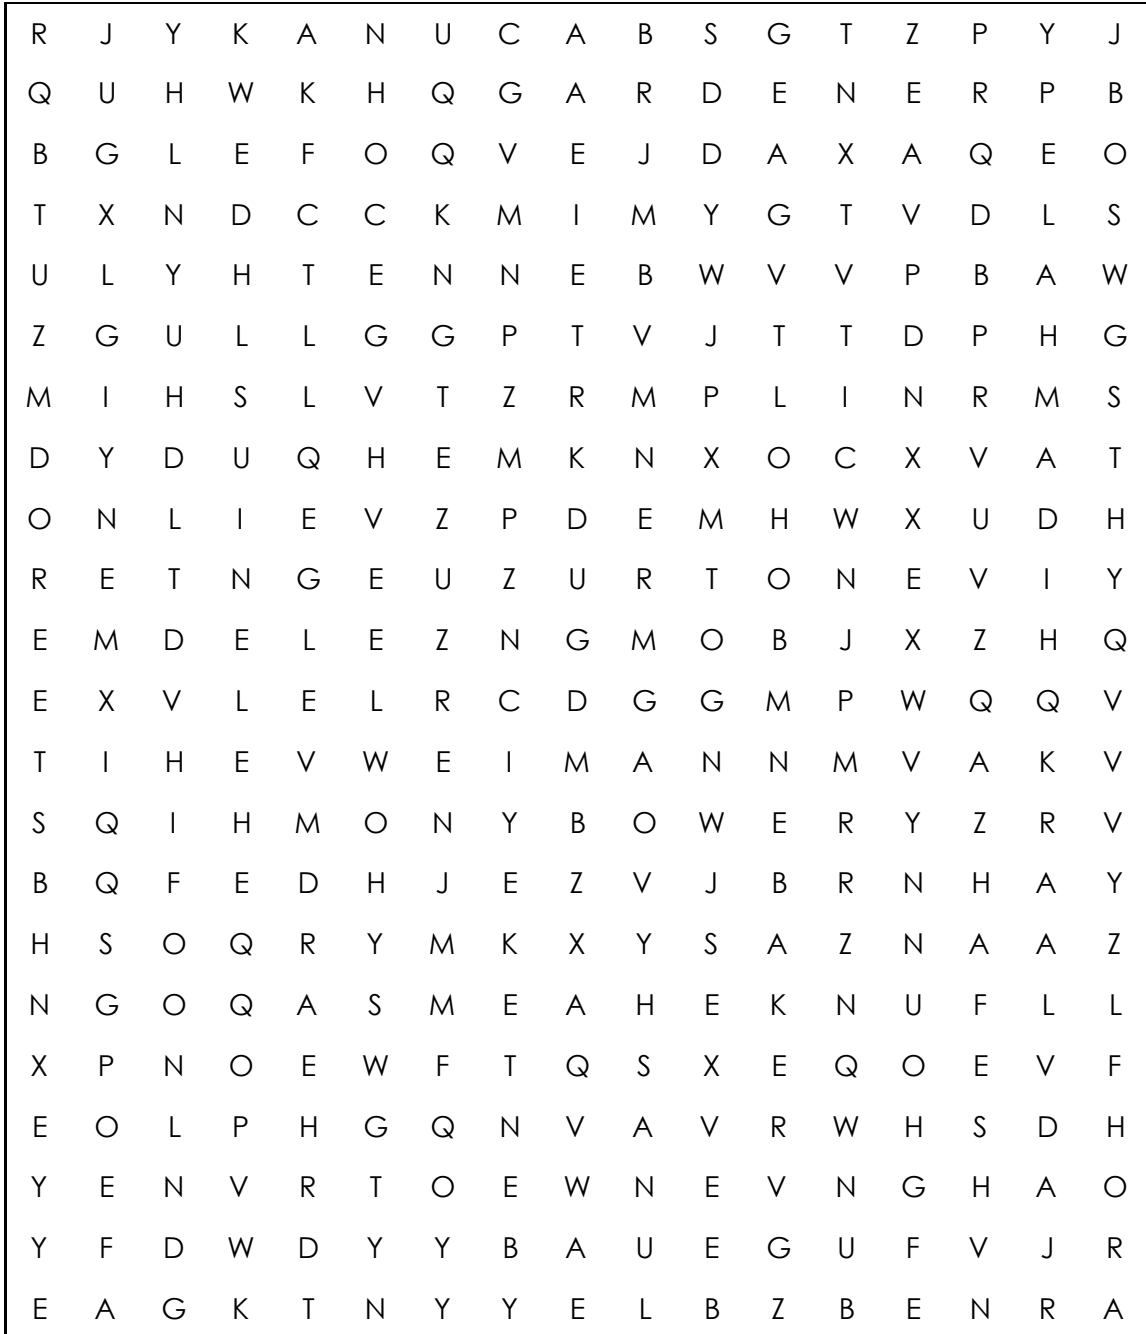 R J Y K A N U C A B S G T Z P Y J
Q U H W K H Q G A R D E N E R P B
B G L E F O Q V E J D A X A Q E O
T X N D C C K M I M Y G T V D L S
U L Y H T E N N E B W V V P B A W
Z G U L L G G P T V J T T D P H G
M I H S L V T Z R M P L I N R M S
D Y D U Q H E M K N X O C X V A T
O N L I E V Z P D E M H W X U D H
R E T N G E U Z U R T O N E V I Y
E M D E L E Z N G M O B J X Z H Q
E X V L E L R C D G G M P W Q Q V
T I H E V W E I M A N N M V A K V
S Q I H M O N Y B O W E R Y Z R V
B Q F E D H J E Z V J B R N H A Y
H S O Q R Y M K X Y S A Z N A A Z
N G O Q A S M E A H E K N U F L L
X P N O E W F T Q S X E Q O E V F
E O L P H G Q N V A V R W H S D H
Y E N V R T O E W N E V N G H A O
Y F D W D Y Y B A U E G U F V J R
E A G K T N Y Y E L B Z B E N R A